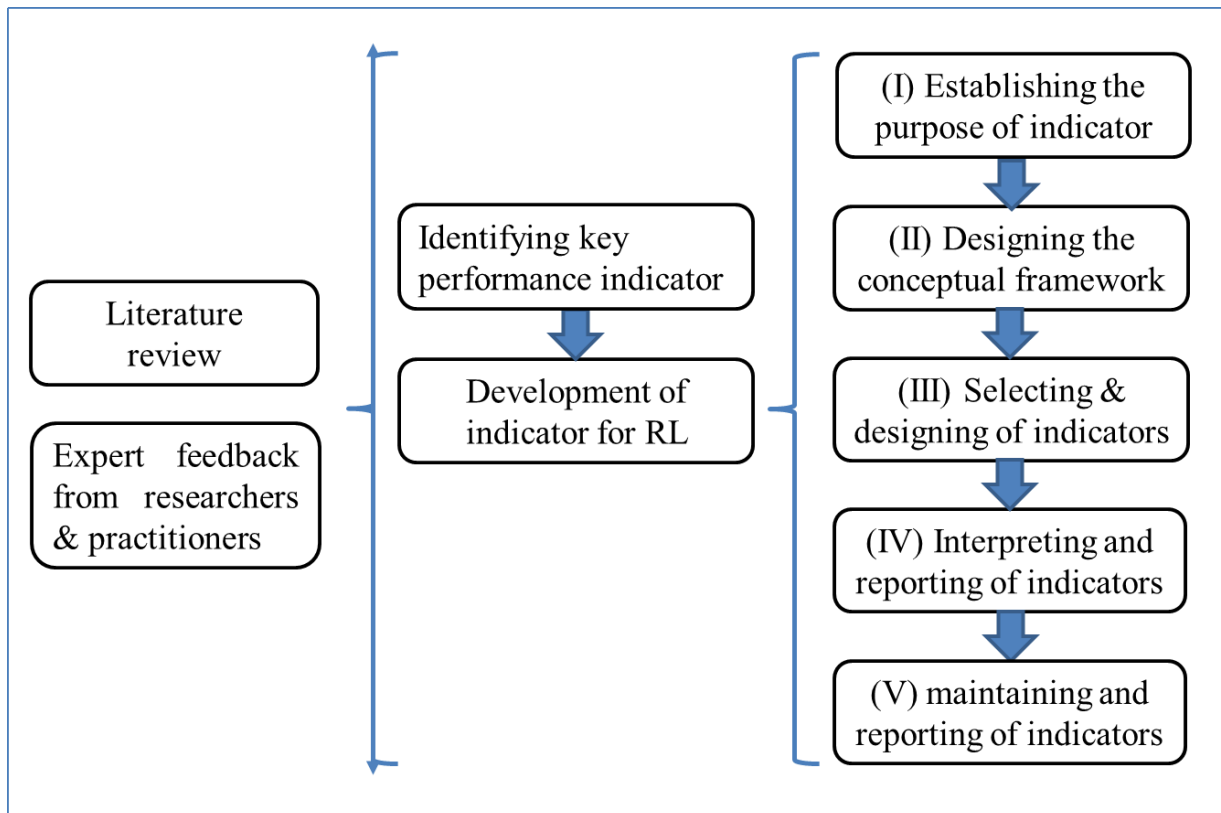 Literature
review
Expert feedback
from researchers
& practitioners
Identifying key
performance indicator
Development of
indicator for RL
(I) Establishing the
purpose of indicator
(II) Designing the
conceptual framework
(III) Selecting &
designing of indicators
(IV) Interpreting and
reporting of indicators
(V) maintaining and
reporting of indicators